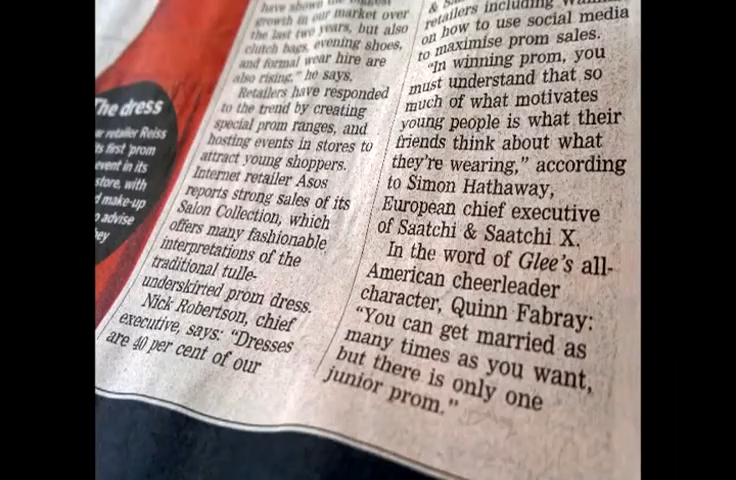 The dress
retailer Reiss
its first 'prom
event in its
store, with
make-up
advise
have shown the biggest
growth in our market over
the last two years, but also
clutch bags, evening shoes,
and formal wear hire are
also rising," he says.
Retailers have responded
to the trend by creating
special prom ranges, and
hosting events in stores to
attract young shoppers.
Internet retailer Asos
reports strong sales of its
Salon Collection, which
offers many fashionable
interpretations of the
traditional tulle-
underskirted prom dress.
Nick Robertson, chief
executive, says: "Dresses
are 40 per cent of our
retailers including
on how to use social media
to maximise prom sales.
"In winning prom, you
must understand that so
much of what motivates
young people is what their
friends think about what
they're wearing," according
to Simon Hathaway,
European chief executive
of Saatchi & Saatchi X.
In the word of Glee's all-
American cheerleader
character, Quinn Fabray:
"You can get married as
many times as you want,
but there is only one
junior prom."